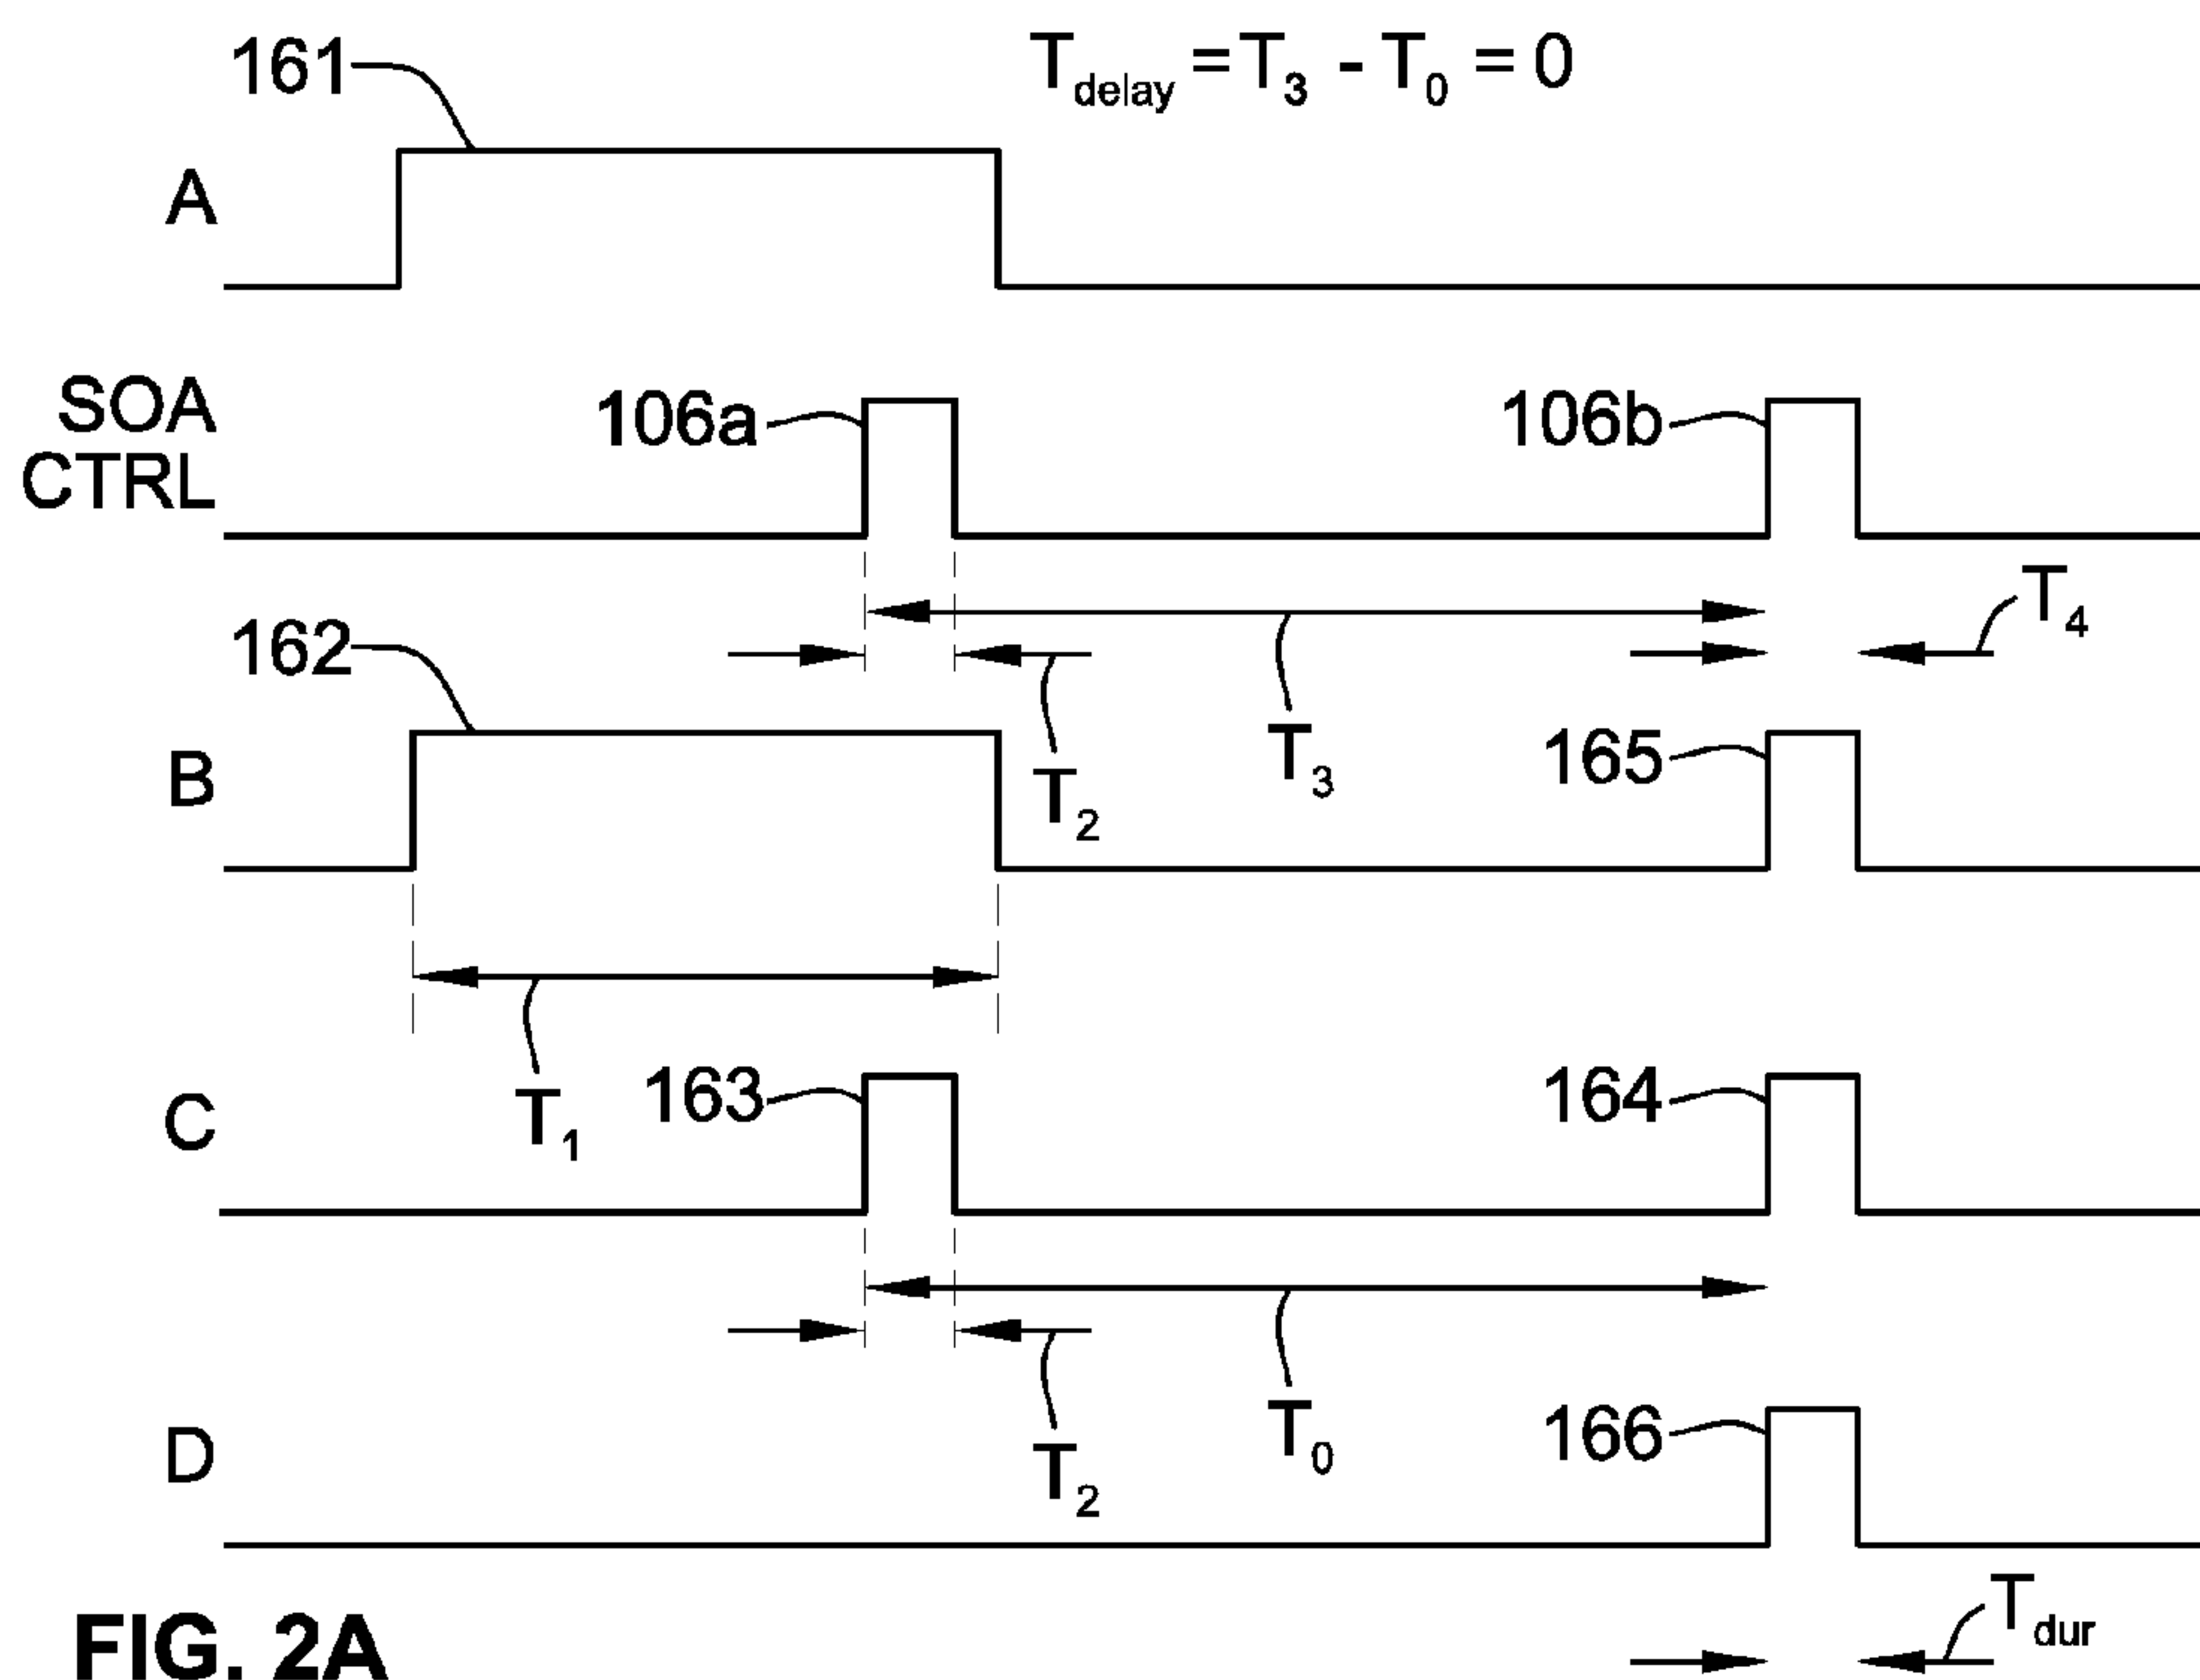 161
T_delay = T_3 - T_0 = 0
A
SOA
CTRL
106a
106b
T_4
162
B
T_2
T_3
165
T_1
C
163
164
D
T_2
T_0
166
T_dur
FIG. 2A